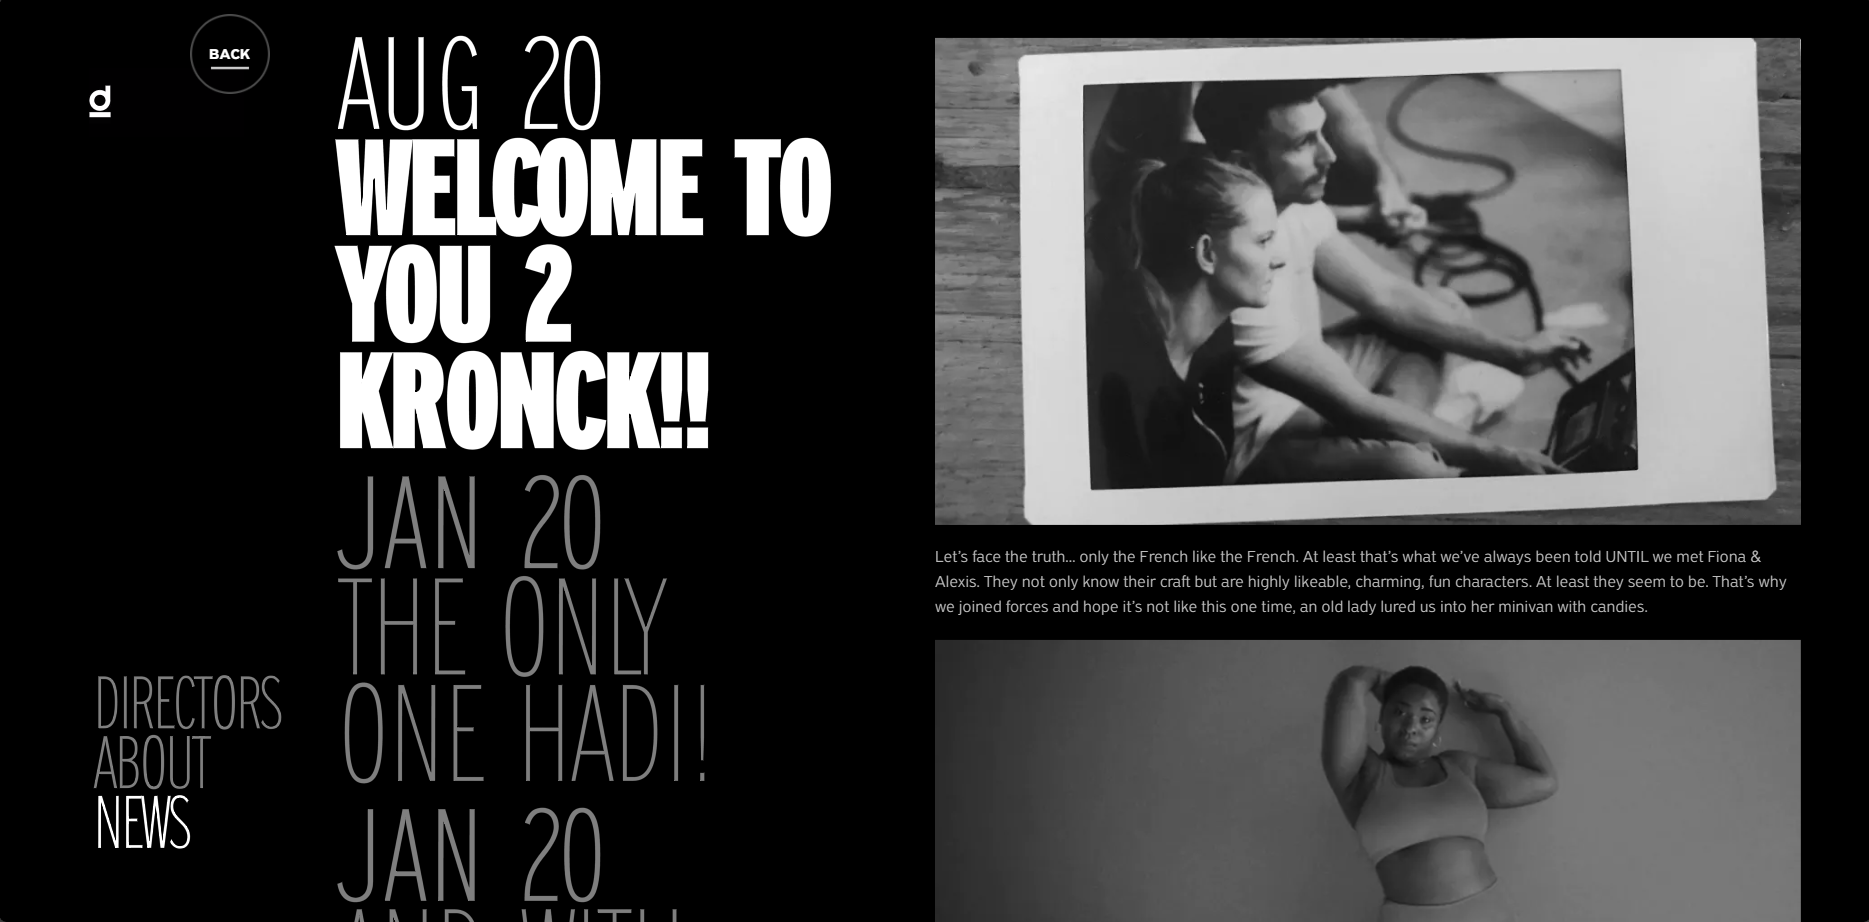 BACK
d
AUG 20
WELCOME TO
YOU 2
KRONCK!!
JAN 20
THE ONLY
ONE HADI!
JAN 20
AND WITH
DIRECTORS
ABOUT
NEWS
Let's face the truth... only the French like the French. At least that's what we've always been told UNTIL we met Fiona &
Alexis. They not only know their craft but are highly likeable, charming, fun characters. At least they seem to be. That's why
we joined forces and hope it's not like this one time, an old lady lured us into her minivan with candies.